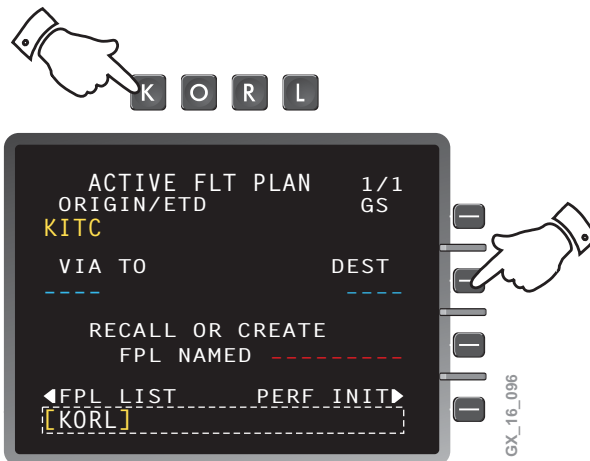 K O R L
ACTIVE FLT PLAN 1/1
ORIGIN/ETD GS
KITC
VIA TO DEST
---- ----
RECALL OR CREATE
FPL NAMED ---------
◀FPL LIST PERF INIT▶
[KORL]
GX_16_096